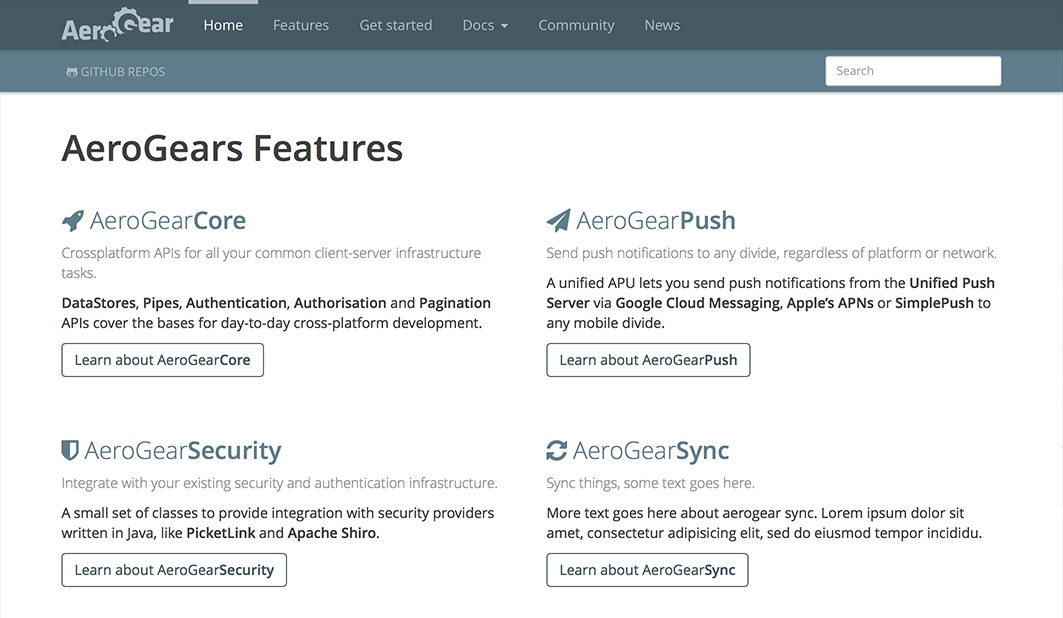 AeroGear Home Features Get started Docs Community News
GITHUB REPOS Search
AeroGears Features
AeroGearCore
Crossplatform APIs for all your common client-server infrastructure
tasks.
DataStores, Pipes, Authentication, Authorisation and Pagination
APIs cover the bases for day-to-day cross-platform development.
Learn about AeroGearCore
AeroGearPush
Send push notifications to any divide, regardless of platform or network.
A unified APU lets you send push notifications from the Unified Push
Server via Google Cloud Messaging, Apple’s APNs or SimplePush to
any mobile divide.
Learn about AeroGearPush
AeroGearSecurity
Integrate with your existing security and authentication infrastructure.
A small set of classes to provide integration with security providers
written in Java, like PicketLink and Apache Shiro.
Learn about AeroGearSecurity
AeroGearSync
Sync things, some text goes here.
More text goes here about aerogear sync. Lorem ipsum dolor sit
amet, consectetur adipisicing elit, sed do eiusmod tempor incididu.
Learn about AeroGearSync